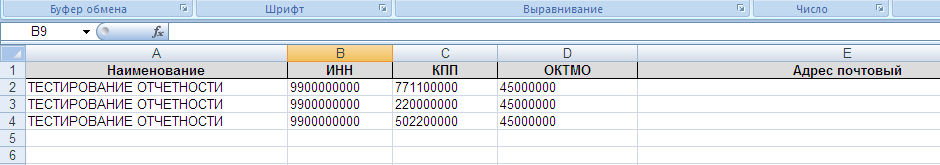 Буфер обмена Шрифт Выравнивание Число
B9 fx
A B C D E
1 Наименование ИНН КПП ОКТМО Адрес почтовый
2 ТЕСТИРОВАНИЕ ОТЧЕТНОСТИ 9900000000 771100000 45000000
3 ТЕСТИРОВАНИЕ ОТЧЕТНОСТИ 9900000000 220000000 45000000
4 ТЕСТИРОВАНИЕ ОТЧЕТНОСТИ 9900000000 502200000 45000000
5
6